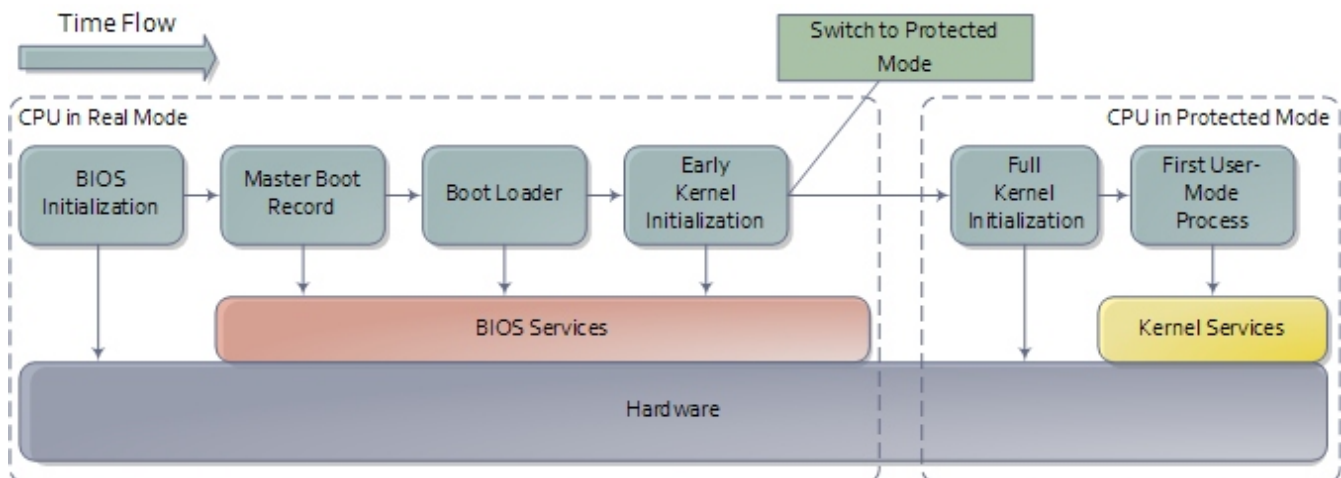 Time Flow
Switch to Protected
Mode
CPU in Real Mode
CPU in Protected Mode
BIOS
Initialization
Master Boot
Record
Boot Loader
Early
Kernel
Initialization
Full
Kernel
Initialization
First User-
Mode
Process
BIOS Services
Kernel Services
Hardware